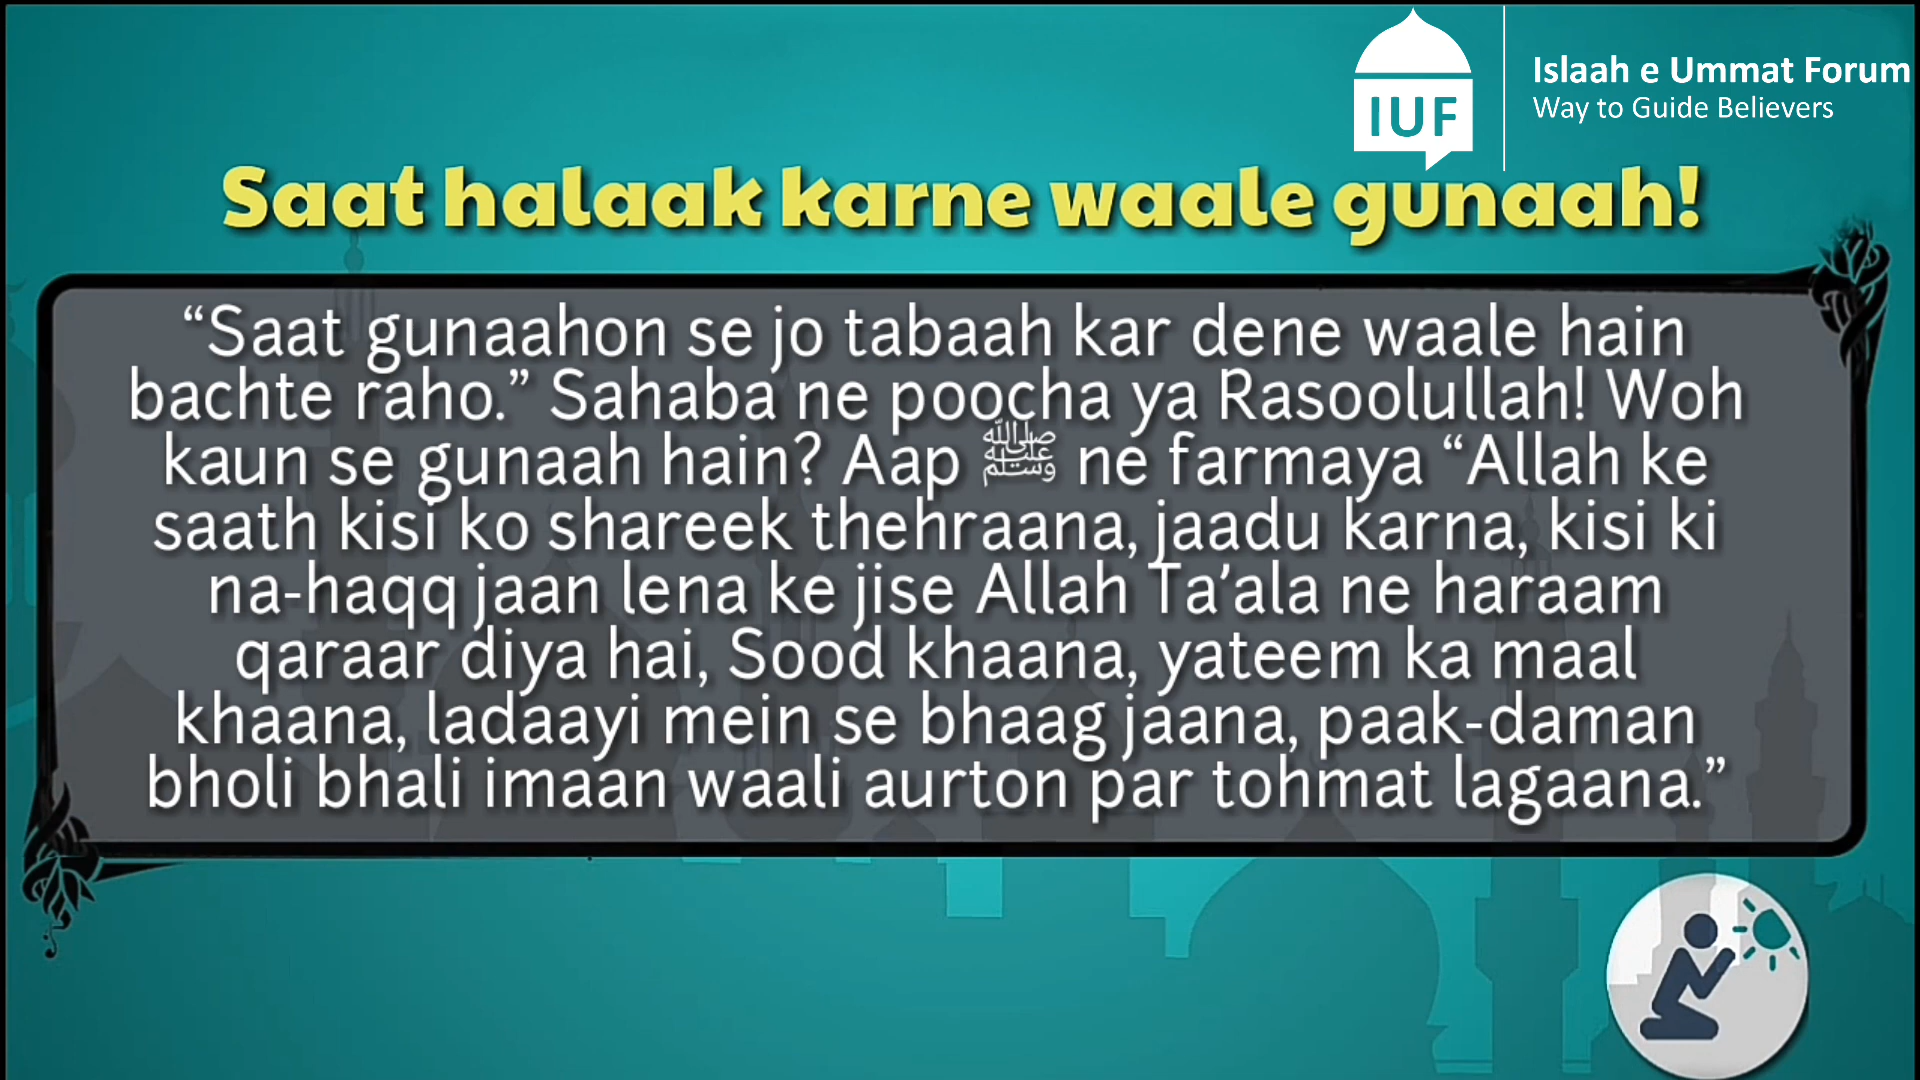 IUF
Islaah e Ummat Forum
Way to Guide Believers
Saat halaak karne waale gunaah!
“Saat gunaahon se jo tabaah kar dene waale hain
bachte raho.” Sahaba ne poocha ya Rasoolullah! Woh
kaun se gunaah hain? Aap ﷺ ne farmaya “Allah ke
saath kisi ko shareek thehraana, jaadu karna, kisi ki
na-haqq jaan lena ke jise Allah Ta’ala ne haraam
qaraar diya hai, Sood khaana, yateem ka maal
khaana, ladaayi mein se bhaag jaana, paak-daman
bholi bhali imaan waali aurton par tohmat lagaana.”